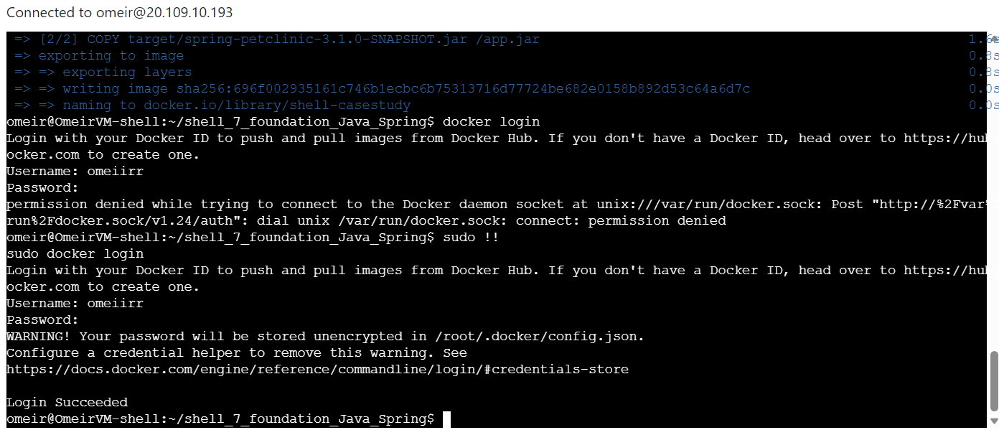 Connected to omeir@20.109.10.193
=> [2/2] COPY target/spring-petclinic-3.1.0-SNAPSHOT.jar /app.jar 1.6s
=> exporting to image 0.8s
=> => exporting layers 0.8s
=> => writing image sha256:696f002935161c746b1ecbc6b75313716d77724be682e0158b892d53c64a6d7c 0.0s
=> => naming to docker.io/library/shell-casestudy 0.0s
omeir@OmeirVM-shell:~/shell_7_foundation_Java_Spring$ docker login
Login with your Docker ID to push and pull images from Docker Hub. If you don't have a Docker ID, head over to https://hu
ocker.com to create one.
Username: omeiirr
Password:
permission denied while trying to connect to the Docker daemon socket at unix:///var/run/docker.sock: Post "http://%2Fvar%
run%2Fdocker.sock/v1.24/auth": dial unix /var/run/docker.sock: connect: permission denied
omeir@OmeirVM-shell:~/shell_7_foundation_Java_Spring$ sudo !!
sudo docker login
Login with your Docker ID to push and pull images from Docker Hub. If you don't have a Docker ID, head over to https://hu
ocker.com to create one.
Username: omeiirr
Password:
WARNING! Your password will be stored unencrypted in /root/.docker/config.json.
Configure a credential helper to remove this warning. See
https://docs.docker.com/engine/reference/commandline/login/#credentials-store
Login Succeeded
omeir@OmeirVM-shell:~/shell_7_foundation_Java_Spring$